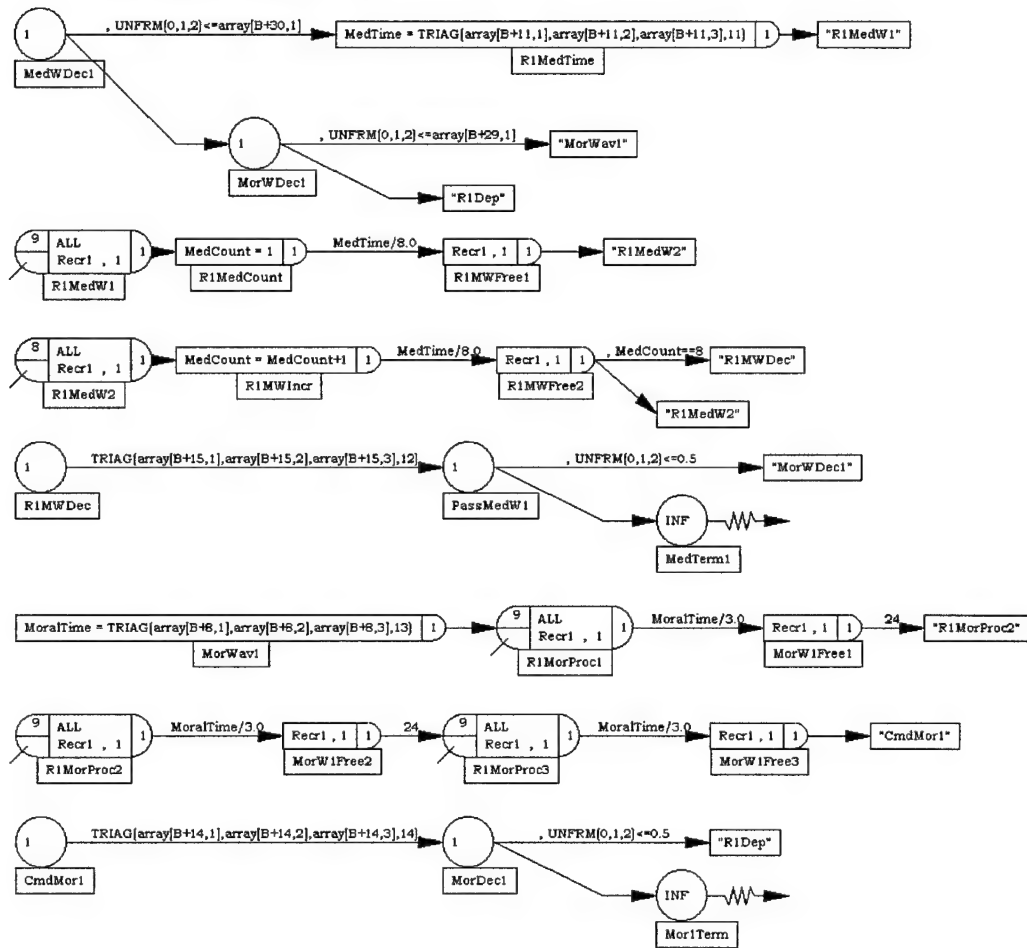 , UNFRM[0,1,2]<=array[B+30,1]
1
MedTime = TRIAG[array[B+11,1],array[B+11,2],array[B+11,3],11]
1
"R1MedW1"
MedWDec1
R1MedTime
, UNFRM[0,1,2]<=array[B+29,1]
1
"MorWav1"
MorWDec1
"R1Dep"
9
ALL
Recr1 , 1
1
MedCount = 1
1
MedTime/8.0
Recr1 , 1
1
"R1MedW2"
R1MedW1
R1MedCount
R1MWFree1
8
ALL
Recr1 , 1
1
MedCount = MedCount+1
1
MedTime/8.0
Recr1 , 1
1
, MedCount==8
"R1MWDec"
R1MedW2
R1MWIncr
R1MWFree2
"R1MedW2"
TRIAG[array[B+15,1],array[B+15,2],array[B+15,3],12]
1
1
, UNFRM[0,1,2]<=0.5
"MorWDec1"
R1MWDec
PassMedW1
INF
MedTerm1
MoralTime = TRIAG[array[B+8,1],array[B+8,2],array[B+8,3],13]
1
9
ALL
Recr1 , 1
1
MoralTime/3.0
Recr1 , 1
1
24
"R1MorProc2"
MorWav1
R1MorProc1
MorW1Free1
9
ALL
Recr1 , 1
1
MoralTime/3.0
Recr1 , 1
1
24
9
ALL
Recr1 , 1
1
MoralTime/3.0
Recr1 , 1
1
"CmdMor1"
R1MorProc2
MorW1Free2
R1MorProc3
MorW1Free3
TRIAG[array[B+14,1],array[B+14,2],array[B+14,3],14]
1
1
, UNFRM[0,1,2]<=0.5
"R1Dep"
CmdMor1
MorDec1
INF
Mor1Term